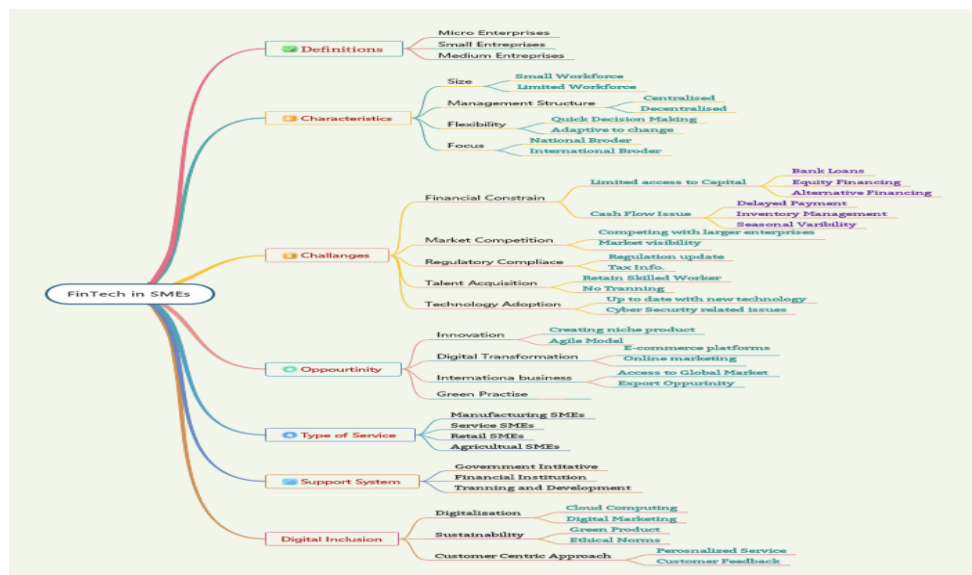 FinTech in SMEs
Definitions
Micro Enterprises
Small Entreprises
Medium Entreprises
Characteristics
Size
Small Workforce
Limited Workforce
Management Structure
Centralised
Decentralised
Flexibility
Quick Decision Making
Adaptive to change
Focus
National Broder
International Broder
Challanges
Financial Constrain
Limited access to Capital
Bank Loans
Equity Financing
Alternative Financing
Cash Flow Issue
Delayed Payment
Inventory Management
Seasonal Varibility
Market Competition
Competing with larger enterprises
Market visibility
Regulatory Compliace
Regulation update
Tax Info.
Talent Acquisition
Retain Skilled Worker
No Tranning
Technology Adoption
Up to date with new technology
Cyber Security related issues
Oppourtinity
Innovation
Creating niche product
Agile Model
Digital Transformation
E-commerce platforms
Online marketing
Internationa business
Access to Global Market
Export Oppurinity
Green Practise
Type of Service
Manufacturing SMEs
Service SMEs
Retail SMEs
Agricultual SMEs
Support System
Government Intitative
Financial Institution
Tranning and Development
Digital Inclusion
Digitalisation
Cloud Computing
Digital Marketing
Sustainability
Green Product
Ethical Norms
Customer Centric Approach
Perosnalized Service
Customer Feedback